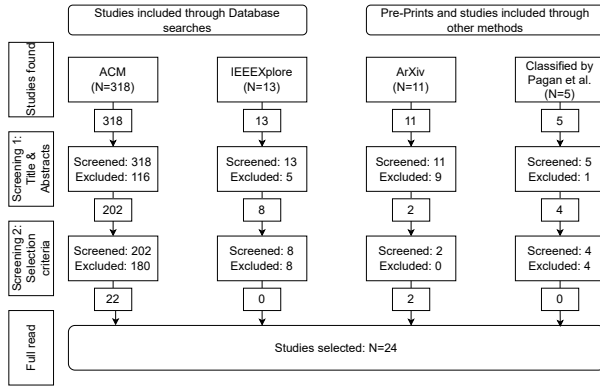 Studies included through Database
searches
Pre-Prints and studies included through
other methods
Studies found
ACM
(N=318)
IEEEXplore
(N=13)
ArXiv
(N=11)
Classified by
Pagan et al.
(N=5)
318
13
11
5
Screening 1:
Title &
Abstracts
Screened: 318
Excluded: 116
Screened: 13
Excluded: 5
Screened: 11
Excluded: 9
Screened: 5
Excluded: 1
202
8
2
4
Screening 2:
Selection
criteria
Screened: 202
Excluded: 180
Screened: 8
Excluded: 8
Screened: 2
Excluded: 0
Screened: 4
Excluded: 4
22
0
2
0
Full read
Studies selected: N=24